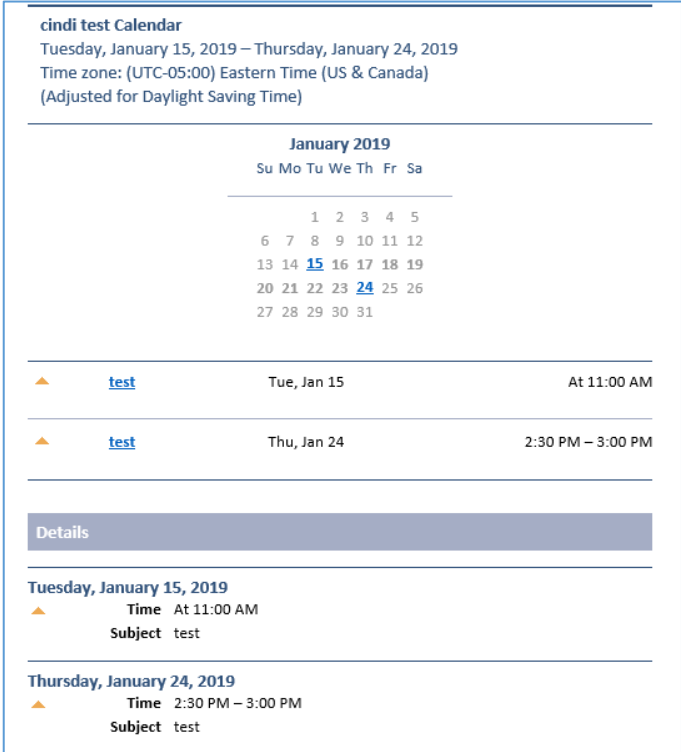 cindi test Calendar
Tuesday, January 15, 2019 – Thursday, January 24, 2019
Time zone: (UTC-05:00) Eastern Time (US & Canada)
(Adjusted for Daylight Saving Time)
January 2019
Su Mo Tu We Th Fr Sa
1 2 3 4 5
6 7 8 9 10 11 12
13 14 15 16 17 18 19
20 21 22 23 24 25 26
27 28 29 30 31
test Tue, Jan 15 At 11:00 AM
test Thu, Jan 24 2:30 PM – 3:00 PM
Details
Tuesday, January 15, 2019
Time At 11:00 AM
Subject test
Thursday, January 24, 2019
Time 2:30 PM – 3:00 PM
Subject test